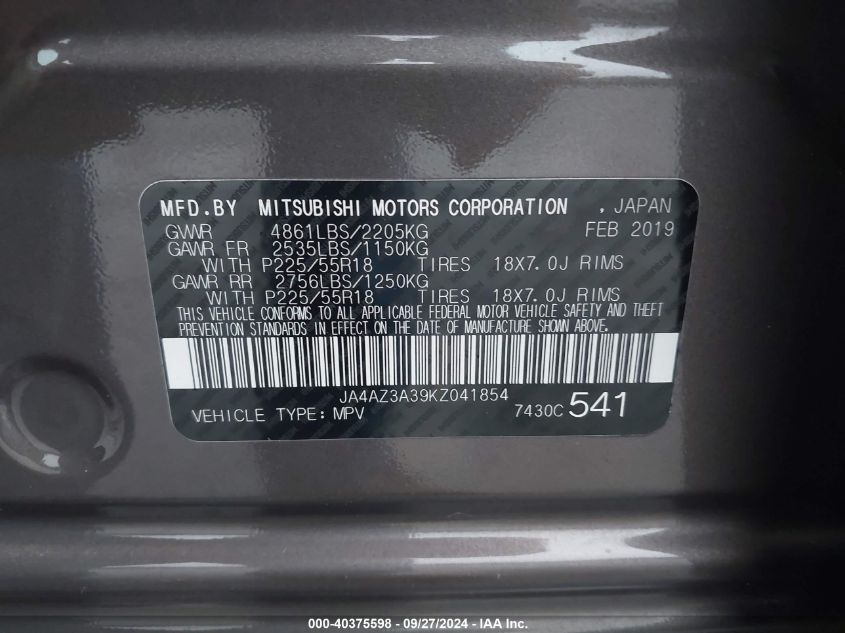 MFD.BY MITSUBISHI MOTORS CORPORATION , JAPAN
GVWR 4861LBS/2205KG FEB 2019
GAWR FR 2535LBS/1150KG
WITH P225/55R18 TIRES 18X7.0J RIMS
GAWR RR 2756LBS/1250KG
WITH P225/55R18 TIRES 18X7.0J RIMS
THIS VEHICLE CONFORMS TO ALL APPLICABLE FEDERAL MOTOR VEHICLE SAFETY AND THEFT
PREVENTION STANDARDS IN EFFECT ON THE DATE OF MANUFACTURE SHOWN ABOVE.
JA4AZ3A39KZ041854
VEHICLE TYPE: MPV 7430C 541
000-40375598 - 09/27/2024 - IAA Inc.